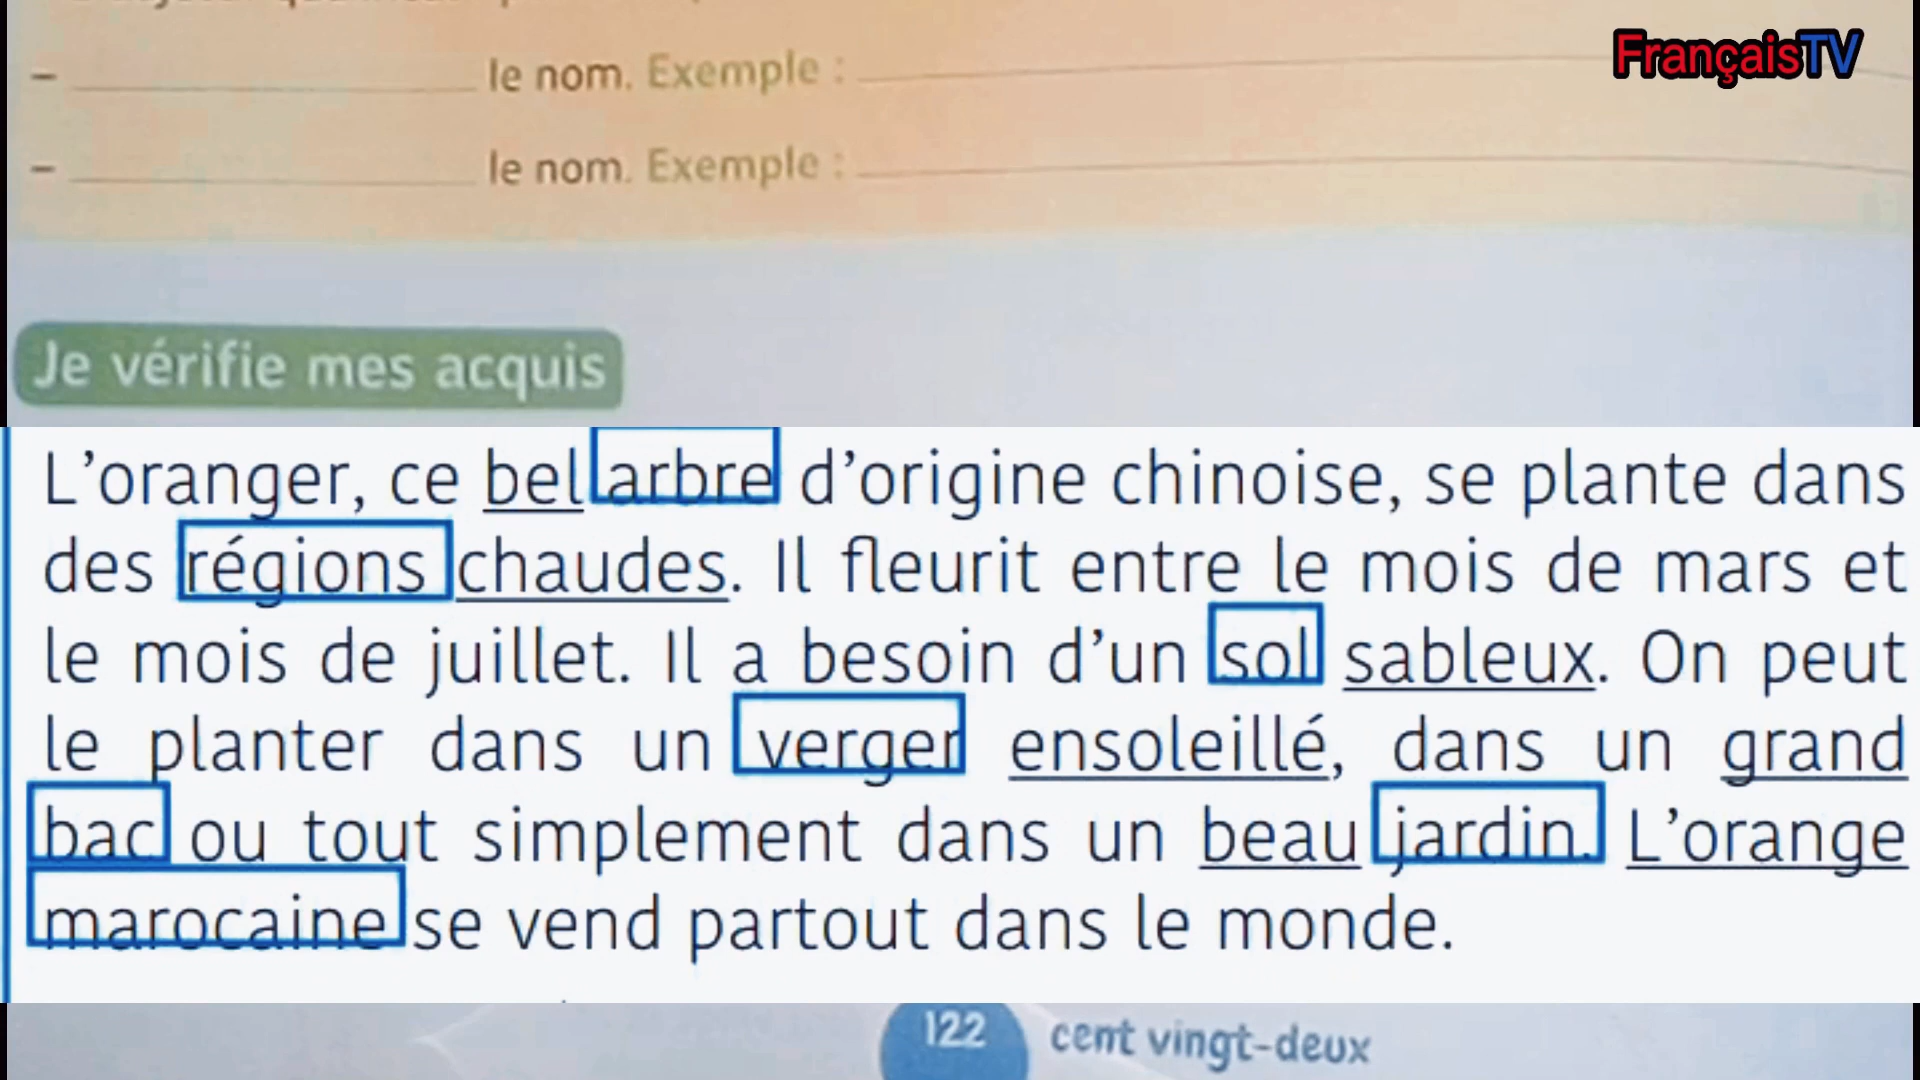 FrançaisTV
– le nom. Exemple :
– le nom. Exemple :
Je vérifie mes acquis
L’oranger, ce bel arbre d’origine chinoise, se plante dans
des régions chaudes. Il fleurit entre le mois de mars et
le mois de juillet. Il a besoin d’un sol sableux. On peut
le planter dans un verger ensoleillé, dans un grand
bac ou tout simplement dans un beau jardin. L’orange
marocaine se vend partout dans le monde.
122 cent vingt-deux